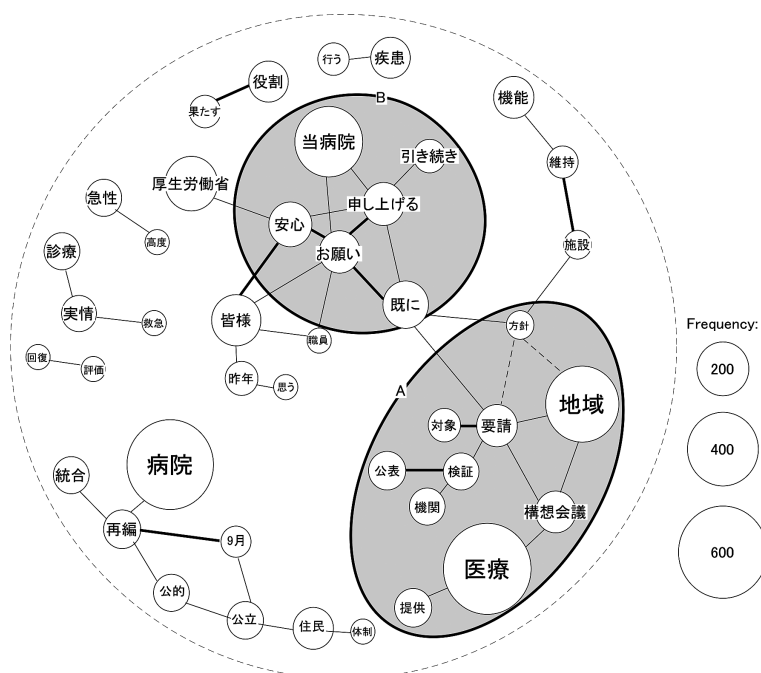 行う
疾患
役割
果たす
B
機能
当病院
引き続き
維持
厚生労働省
申し上げる
急性
安心
高度
お願い
施設
診療
既に
実情
救急
皆様
方針
職員
Frequency:
回復
評価
昨年
思う
200
A
地域
対象
要請
400
病院
公表
検証
統合
機関
構想会議
再編
9月
600
医療
公的
提供
公立
住民
体制